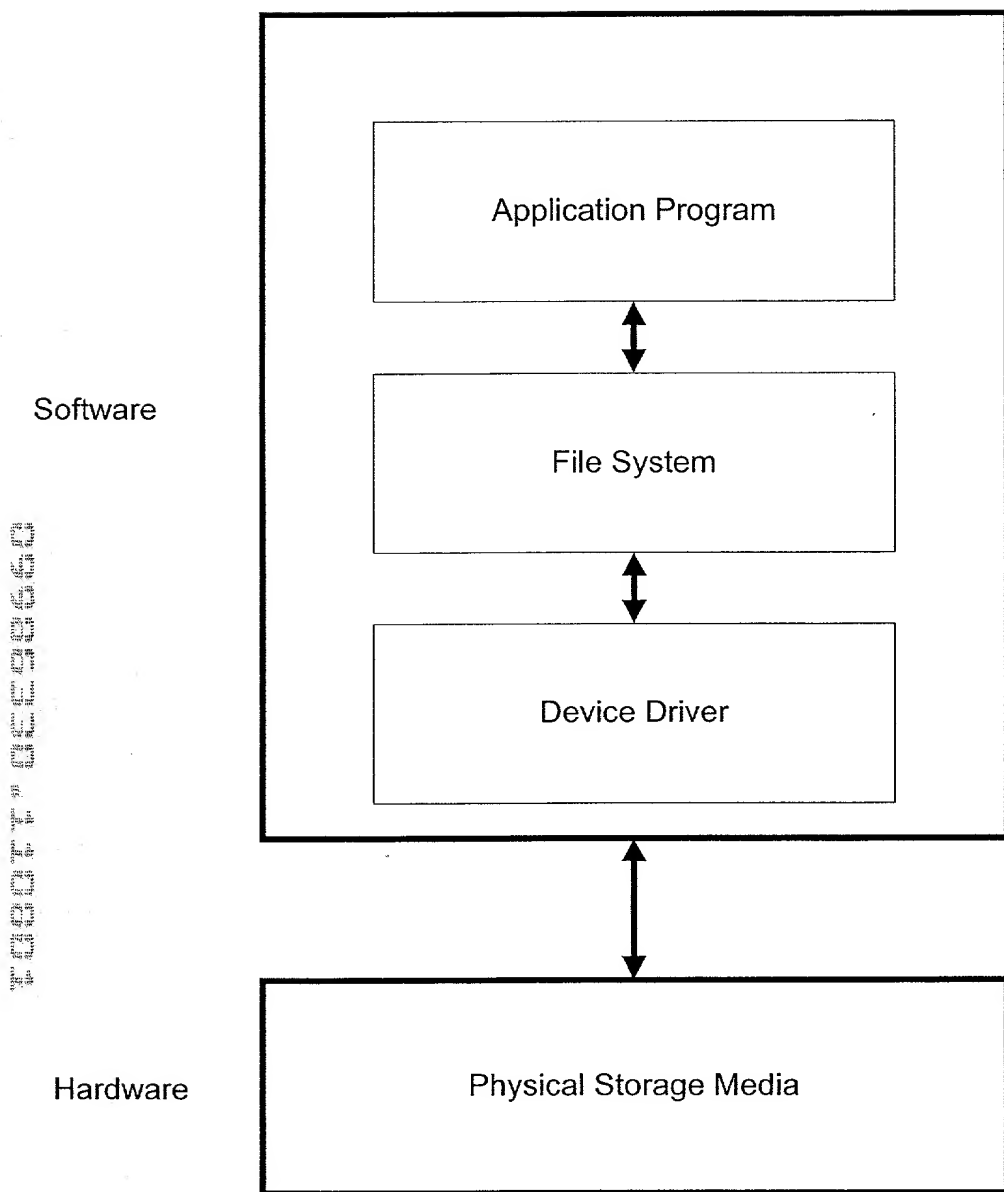 Application Program
Software
File System
Device Driver
Hardware
Physical Storage Media